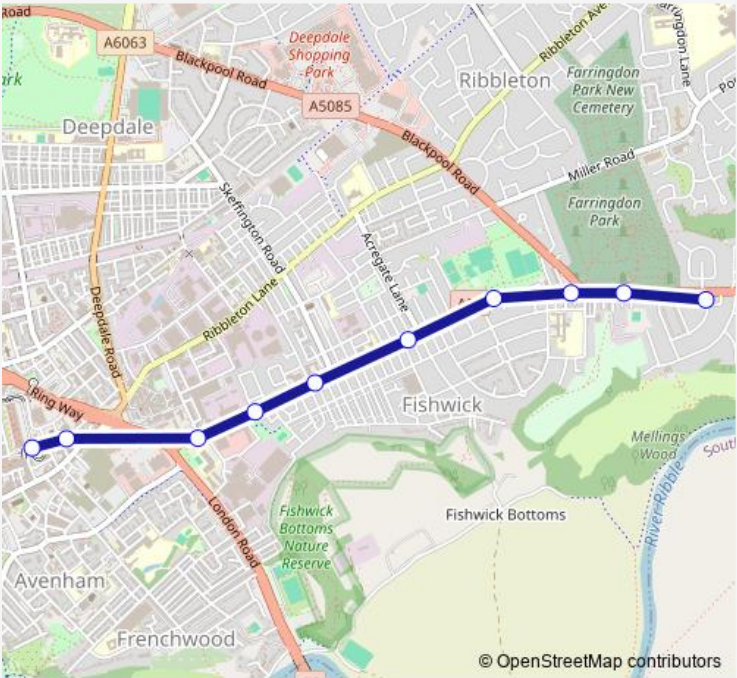 Road
A6063
Blackpool Road
Deepdale
Shopping
Park
Ribbleton Ave
Ribbleton
Farringdon
Park New
Cemetery
A5085
Deepdale
Blackpool Road
Miller Road
Farringdon
Park
Skeffington Road
Acregate Lane
Deepdale Road
Ribbleton Lane
Ring Way
Fishwick
Mellings
Wood
River Ribble
Fishwick
Bottoms
Nature
Reserve
Fishwick Bottoms
London Road
Avenham
Frenchwood
© OpenStreetMap contributors